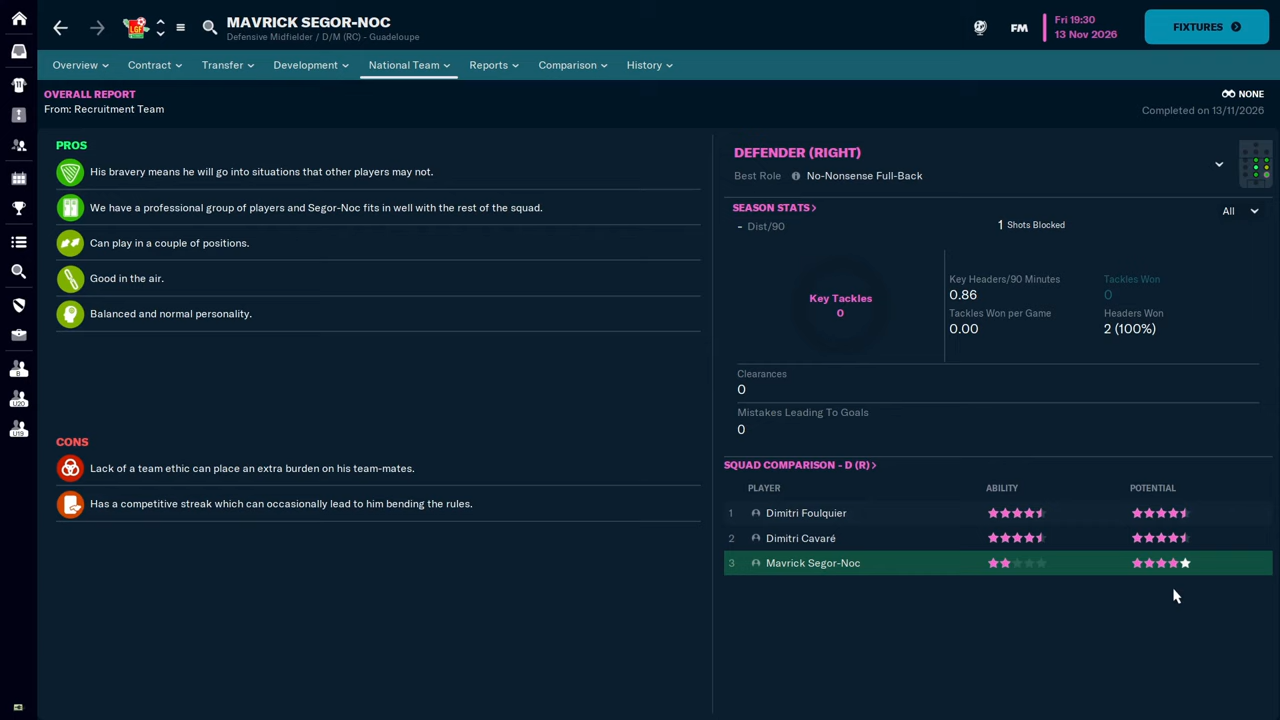 MAVRICK SEGOR-NOC
Defensive Midfielder / D/M (RC) - Guadeloupe
LGF
FM
Fri 19:30
13 Nov 2026
FIXTURES
Overview
Contract
Transfer
Development
National Team
Reports
Comparison
History
OVERALL REPORT
From: Recruitment Team
NONE
Completed on 13/11/2026
PROS
His bravery means he will go into situations that other players may not.
We have a professional group of players and Segor-Noc fits in well with the rest of the squad.
Can play in a couple of positions.
Good in the air.
Balanced and normal personality.
CONS
Lack of a team ethic can place an extra burden on his team-mates.
Has a competitive streak which can occasionally lead to him bending the rules.
DEFENDER (RIGHT)
Best Role No-Nonsense Full-Back
SEASON STATS
All
- Dist/90
1 Shots Blocked
Key Tackles
0
Key Headers/90 Minutes
0.86
Tackles Won
0
Tackles Won per Game
0.00
Headers Won
2 (100%)
Clearances
0
Mistakes Leading To Goals
0
SQUAD COMPARISON - D (R)
PLAYER ABILITY POTENTIAL
1 Dimitri Foulquier
2 Dimitri Cavaré
3 Mavrick Segor-Noc
11
B
U20
U19